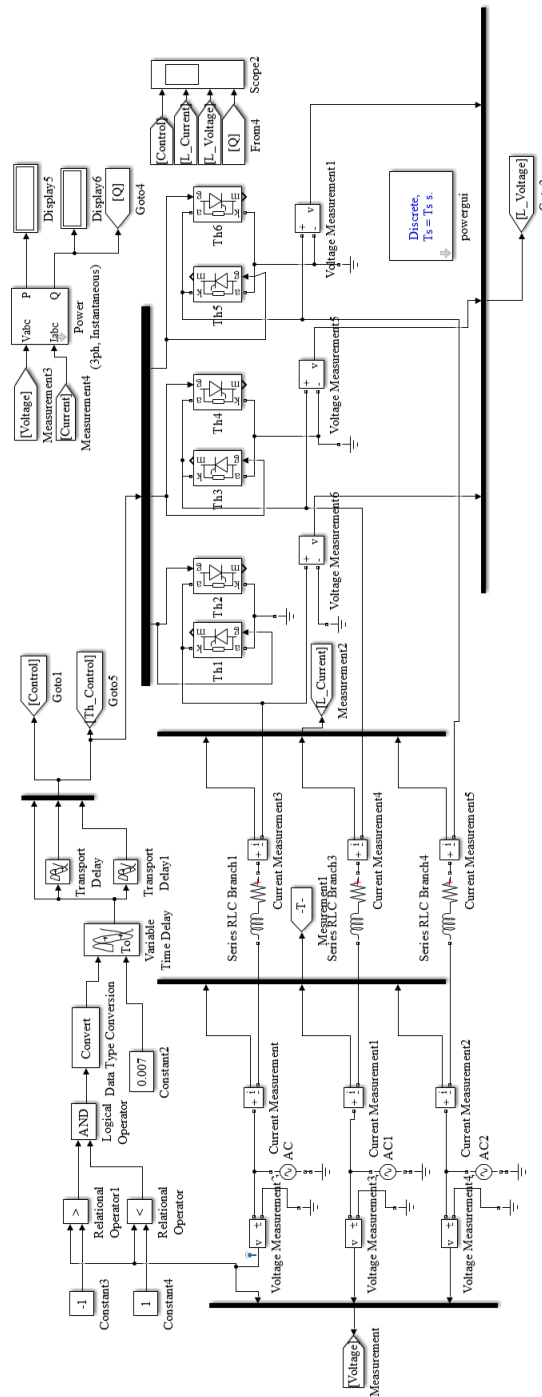 [Voltage]
Measurement3
[Current]
Measurement4
Vabc
Iabc
P
Q
Power
(3ph, Instantaneous)
Display5
Display6
[Q]
Goto4
[Control]
[L_Current]
[L_Voltage]
[Q]
From4
Scope2
[Control]
Goto1
[Th_Control]
Goto5
-1
Constant3
1
Constant4
>
Relational
Operator1
<
Relational
Operator
AND
Logical
Operator
Convert
Data Type Conversion
0.007
Constant2
To
Variable
Time Delay
Transport
Delay
Transport
Delay1
Th1
Th2
Th3
Th4
Th5
Th6
g
m
a
k
Voltage Measurement6
Voltage Measurement5
Voltage Measurement1
+
-
v
Discrete,
Ts = Ts s.
powergui
[Voltage]
Measurement
Voltage Measurement3
Voltage Measurement4
AC
AC1
AC2
Current Measurement
Current Measurement1
Current Measurement2
+ i
-T-
Mesurement1
Series RLC Branch1
Series RLC Branch3
Series RLC Branch4
Current Measurement3
Current Measurement4
Current Measurement5
[L_Current]
Measurement2
[L_Voltage]